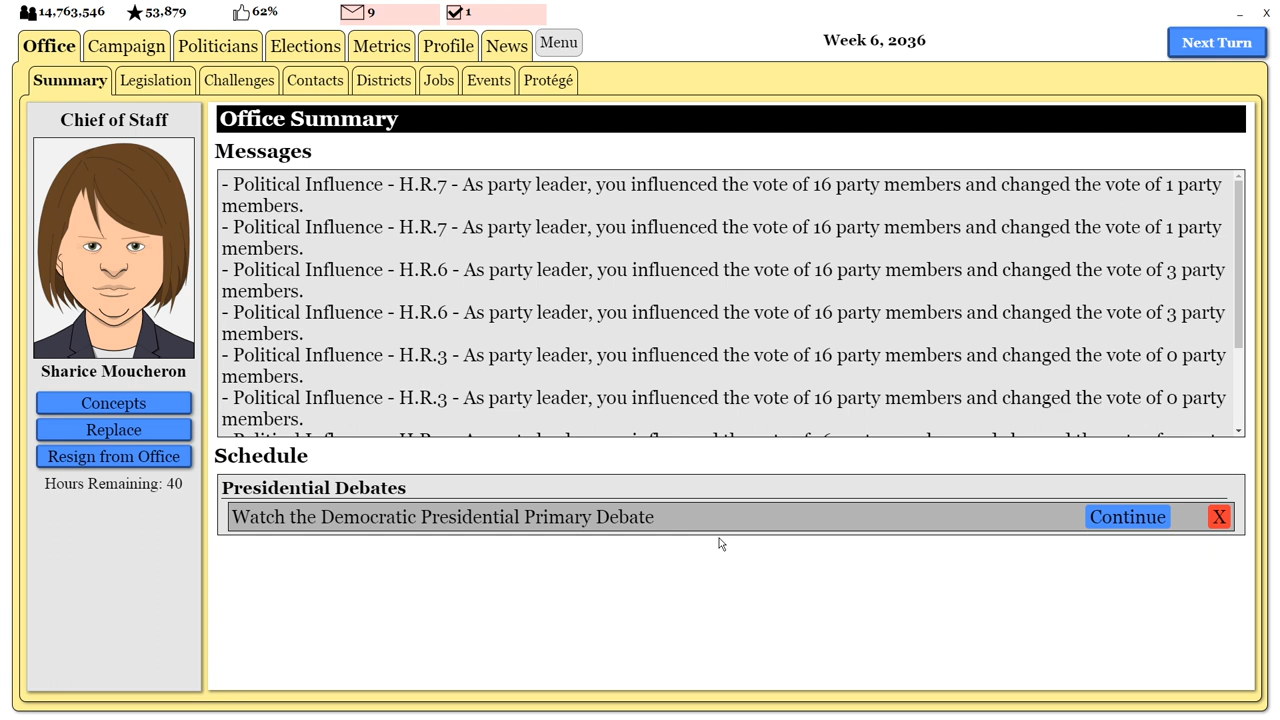 14,763,546 53,879 62% 9 1
_ X
Office Campaign Politicians Elections Metrics Profile News Menu
Week 6, 2036
Next Turn
Summary Legislation Challenges Contacts Districts Jobs Events Protégé
Chief of Staff
Sharice Moucheron
Concepts
Replace
Resign from Office
Hours Remaining: 40
Office Summary
Messages
- Political Influence - H.R.7 - As party leader, you influenced the vote of 16 party members and changed the vote of 1 party
members.
- Political Influence - H.R.7 - As party leader, you influenced the vote of 16 party members and changed the vote of 1 party
members.
- Political Influence - H.R.6 - As party leader, you influenced the vote of 16 party members and changed the vote of 3 party
members.
- Political Influence - H.R.6 - As party leader, you influenced the vote of 16 party members and changed the vote of 3 party
members.
- Political Influence - H.R.3 - As party leader, you influenced the vote of 16 party members and changed the vote of 0 party
members.
- Political Influence - H.R.3 - As party leader, you influenced the vote of 16 party members and changed the vote of 0 party
members.
Schedule
Presidential Debates
Watch the Democratic Presidential Primary Debate
Continue X